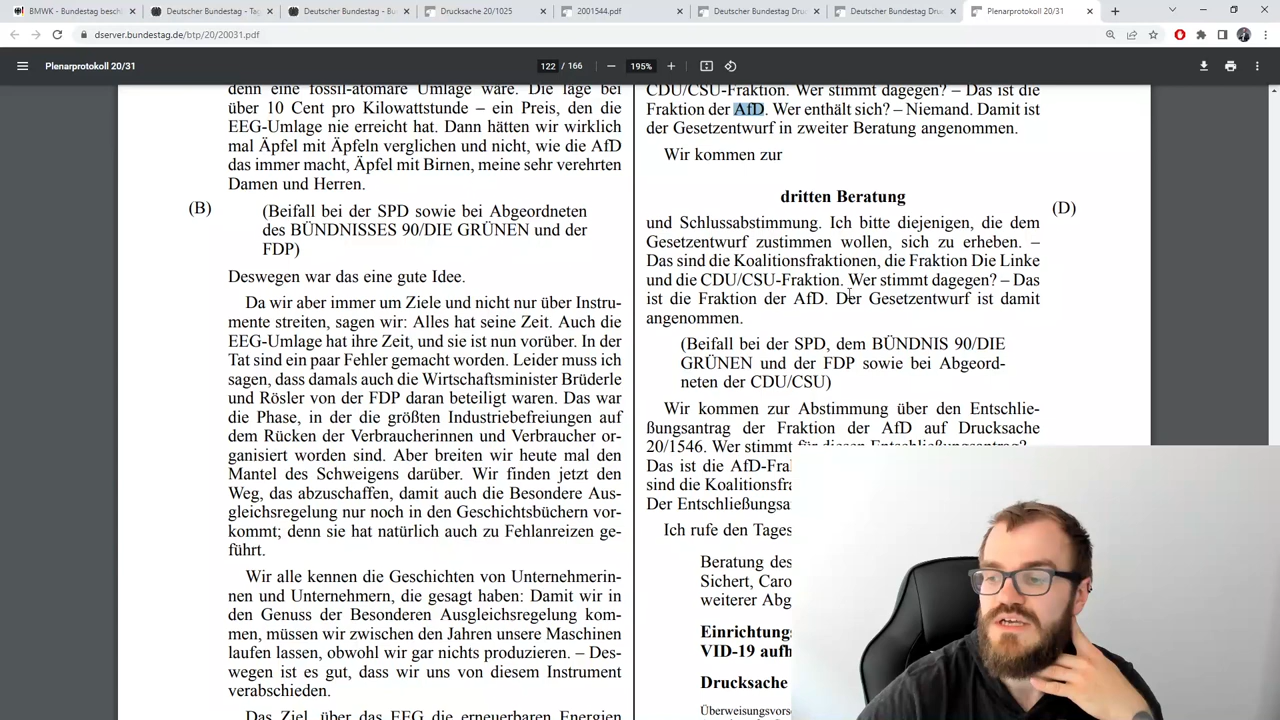 BMWK - Bundestag besch
Deutscher Bundestag - Tag
Deutscher Bundestag - Bu
Drucksache 20/1025
2001544.pdf
Deutscher Bundestag Druc
Deutscher Bundestag Druc
Plenarprotokoll 20/31
dserver.bundestag.de/btp/20/20031.pdf
Plenarprotokoll 20/31
122 / 166
195%
denn eine fossil-atomare Umlage wäre. Die läge bei
über 10 Cent pro Kilowattstunde – ein Preis, den die
EEG-Umlage nie erreicht hat. Dann hätten wir wirklich
mal Äpfel mit Äpfeln verglichen und nicht, wie die AfD
das immer macht, Äpfel mit Birnen, meine sehr verehrten
Damen und Herren.
(B)
(Beifall bei der SPD sowie bei Abgeordneten
des BÜNDNISSES 90/DIE GRÜNEN und der
FDP)
Deswegen war das eine gute Idee.
Da wir aber immer um Ziele und nicht nur über Instru-
mente streiten, sagen wir: Alles hat seine Zeit. Auch die
EEG-Umlage hat ihre Zeit, und sie ist nun vorüber. In der
Tat sind ein paar Fehler gemacht worden. Leider muss ich
sagen, dass damals auch die Wirtschaftsminister Brüderle
und Rösler von der FDP daran beteiligt waren. Das war
die Phase, in der die größten Industriebefreiungen auf
dem Rücken der Verbraucherinnen und Verbraucher or-
ganisiert worden sind. Aber breiten wir heute mal den
Mantel des Schweigens darüber. Wir finden jetzt den
Weg, das abzuschaffen, damit auch die Besondere Aus-
gleichsregelung nur noch in den Geschichtsbüchern vor-
kommt; denn sie hat natürlich auch zu Fehlanreizen ge-
führt.
Wir alle kennen die Geschichten von Unternehmerin-
nen und Unternehmern, die gesagt haben: Damit wir in
den Genuss der Besonderen Ausgleichsregelung kom-
men, müssen wir zwischen den Jahren unsere Maschinen
laufen lassen, obwohl wir gar nichts produzieren. – Des-
wegen ist es gut, dass wir uns von diesem Instrument
verabschieden.
Das Ziel, über das EEG die erneuerbaren Energien
CDU/CSU-Fraktion. Wer stimmt dagegen? – Das ist die
Fraktion der AfD. Wer enthält sich? – Niemand. Damit ist
der Gesetzentwurf in zweiter Beratung angenommen.
Wir kommen zur
dritten Beratung
(D)
und Schlussabstimmung. Ich bitte diejenigen, die dem
Gesetzentwurf zustimmen wollen, sich zu erheben. –
Das sind die Koalitionsfraktionen, die Fraktion Die Linke
und die CDU/CSU-Fraktion. Wer stimmt dagegen? – Das
ist die Fraktion der AfD. Der Gesetzentwurf ist damit
angenommen.
(Beifall bei der SPD, dem BÜNDNIS 90/DIE
GRÜNEN und der FDP sowie bei Abgeord-
neten der CDU/CSU)
Wir kommen zur Abstimmung über den Entschlie-
ßungsantrag der Fraktion der AfD auf Drucksache
20/1546. Wer stimmt für diesen Entschließungsantrag?
Das ist die AfD-Fra
sind die Koalitionsfra
Der Entschließungsa
Ich rufe den Tages
Beratung des
Sichert, Caro
weiterer Abg
Einrichtungs
VID-19 aufh
Drucksache
Überweisungsvors